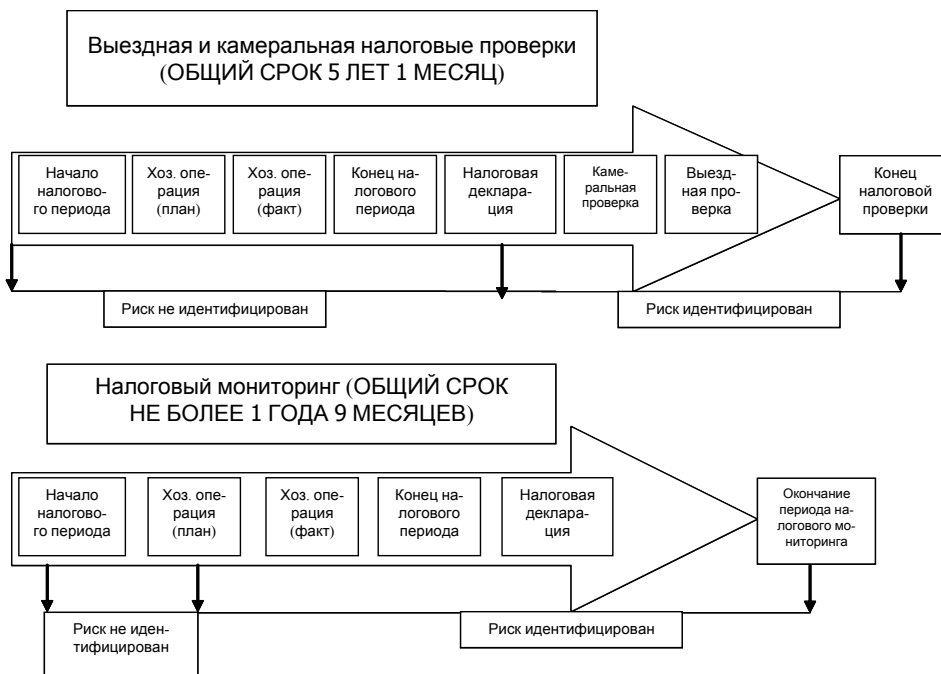 Выездная и камеральная налоговые проверки
(ОБЩИЙ СРОК 5 ЛЕТ 1 МЕСЯЦ)
Начало
налогово-
го периода
Хоз. опе-
рация
(план)
Хоз. опе-
рация
(факт)
Конец
налогового
периода
Налоговая
деклара-
ция
Каме-
ральная
проверка
Выезд-
ная про-
верка
Конец
налоговой
проверки
Риск не идентифицирован
Риск идентифицирован
Налоговый мониторинг (ОБЩИЙ СРОК
НЕ БОЛЕЕ 1 ГОДА 9 МЕСЯЦЕВ)
Начало
налогово-
го периода
Хоз. опе-
рация
(план)
Хоз. опе-
рация
(факт)
Конец на-
логового
периода
Налоговая
деклара-
ция
Окончание
периода на-
логового мо-
ниторинга
Риск не иден-
тифицирован
Риск идентифицирован